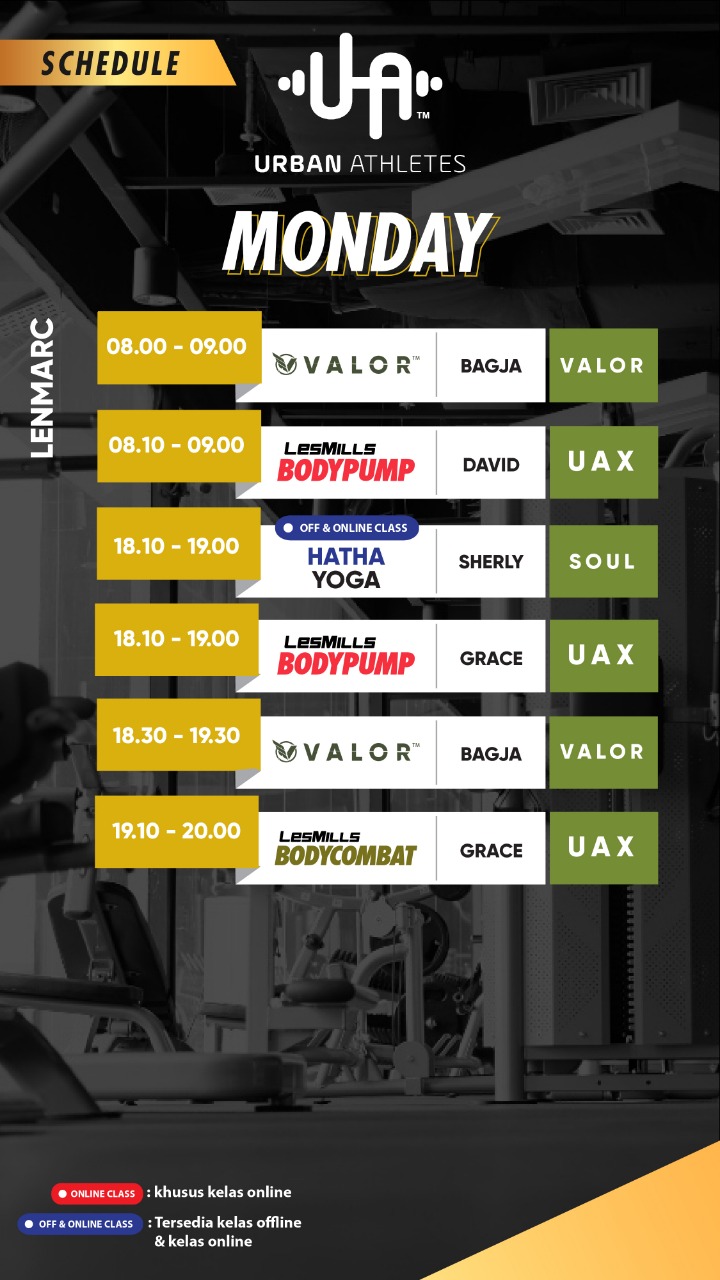 SCHEDULE
UA™
URBAN ATHLETES
MONDAY
LENMARC
08.00 - 09.00 VALOR™ BAGJA VALOR
08.10 - 09.00 LESMILLS BODYPUMP DAVID UAX
18.10 - 19.00 OFF & ONLINE CLASS HATHA YOGA SHERLY SOUL
18.10 - 19.00 LESMILLS BODYPUMP GRACE UAX
18.30 - 19.30 VALOR™ BAGJA VALOR
19.10 - 20.00 LESMILLS BODYCOMBAT GRACE UAX
ONLINE CLASS : khusus kelas online
OFF & ONLINE CLASS : Tersedia kelas offline
& kelas online